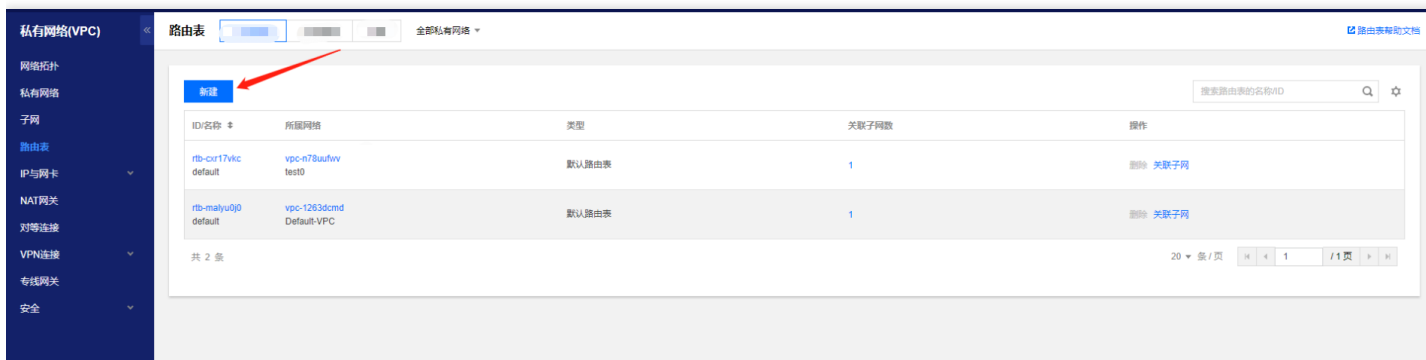 私有网络(VPC)
路由表
全部私有网络
路由表帮助文档
网络拓扑
私有网络
子网
路由表
IP与网卡
NAT网关
对等连接
VPN连接
专线网关
安全
新建
搜索路由表的名称/ID
ID/名称 所属网络 类型 关联子网数 操作
rtb-cxr17vkc vpc-n78uufwv 默认路由表 1 删除 关联子网
default test0
rtb-malyu0j0 vpc-1263dcmd 默认路由表 1 删除 关联子网
default Default-VPC
共 2 条 20 条 / 页 1 / 1 页